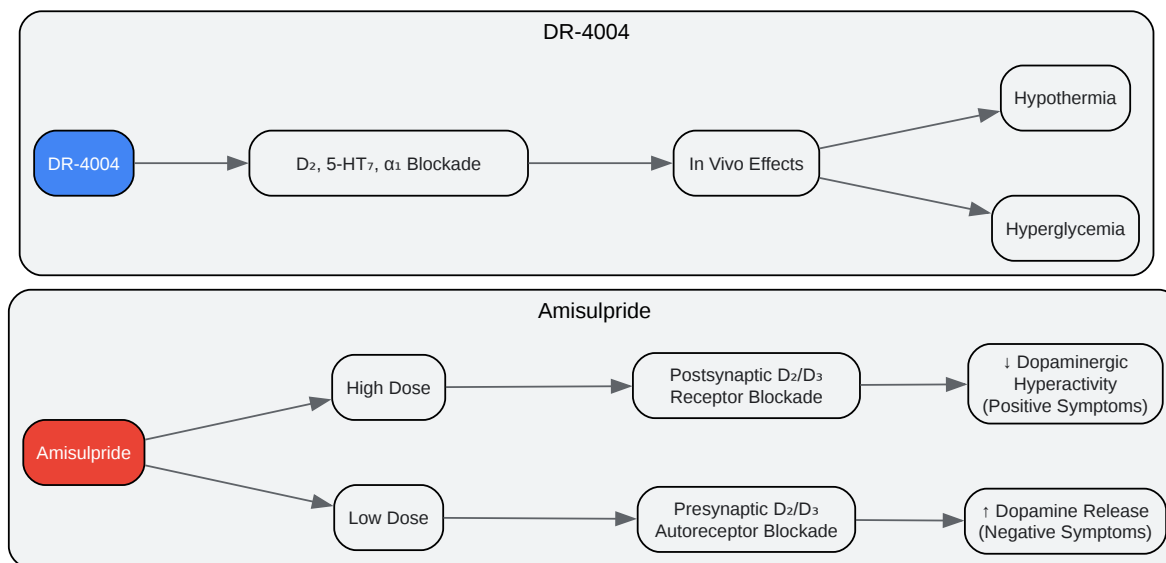 DR-4004
DR-4004
D₂, 5-HT₇, α₁ Blockade
In Vivo Effects
Hypothermia
Hyperglycemia
Amisulpride
Amisulpride
High Dose
Postsynaptic D₂/D₃
Receptor Blockade
↓ Dopaminergic
Hyperactivity
(Positive Symptoms)
Low Dose
Presynaptic D₂/D₃
Autoreceptor Blockade
↑ Dopamine Release
(Negative Symptoms)